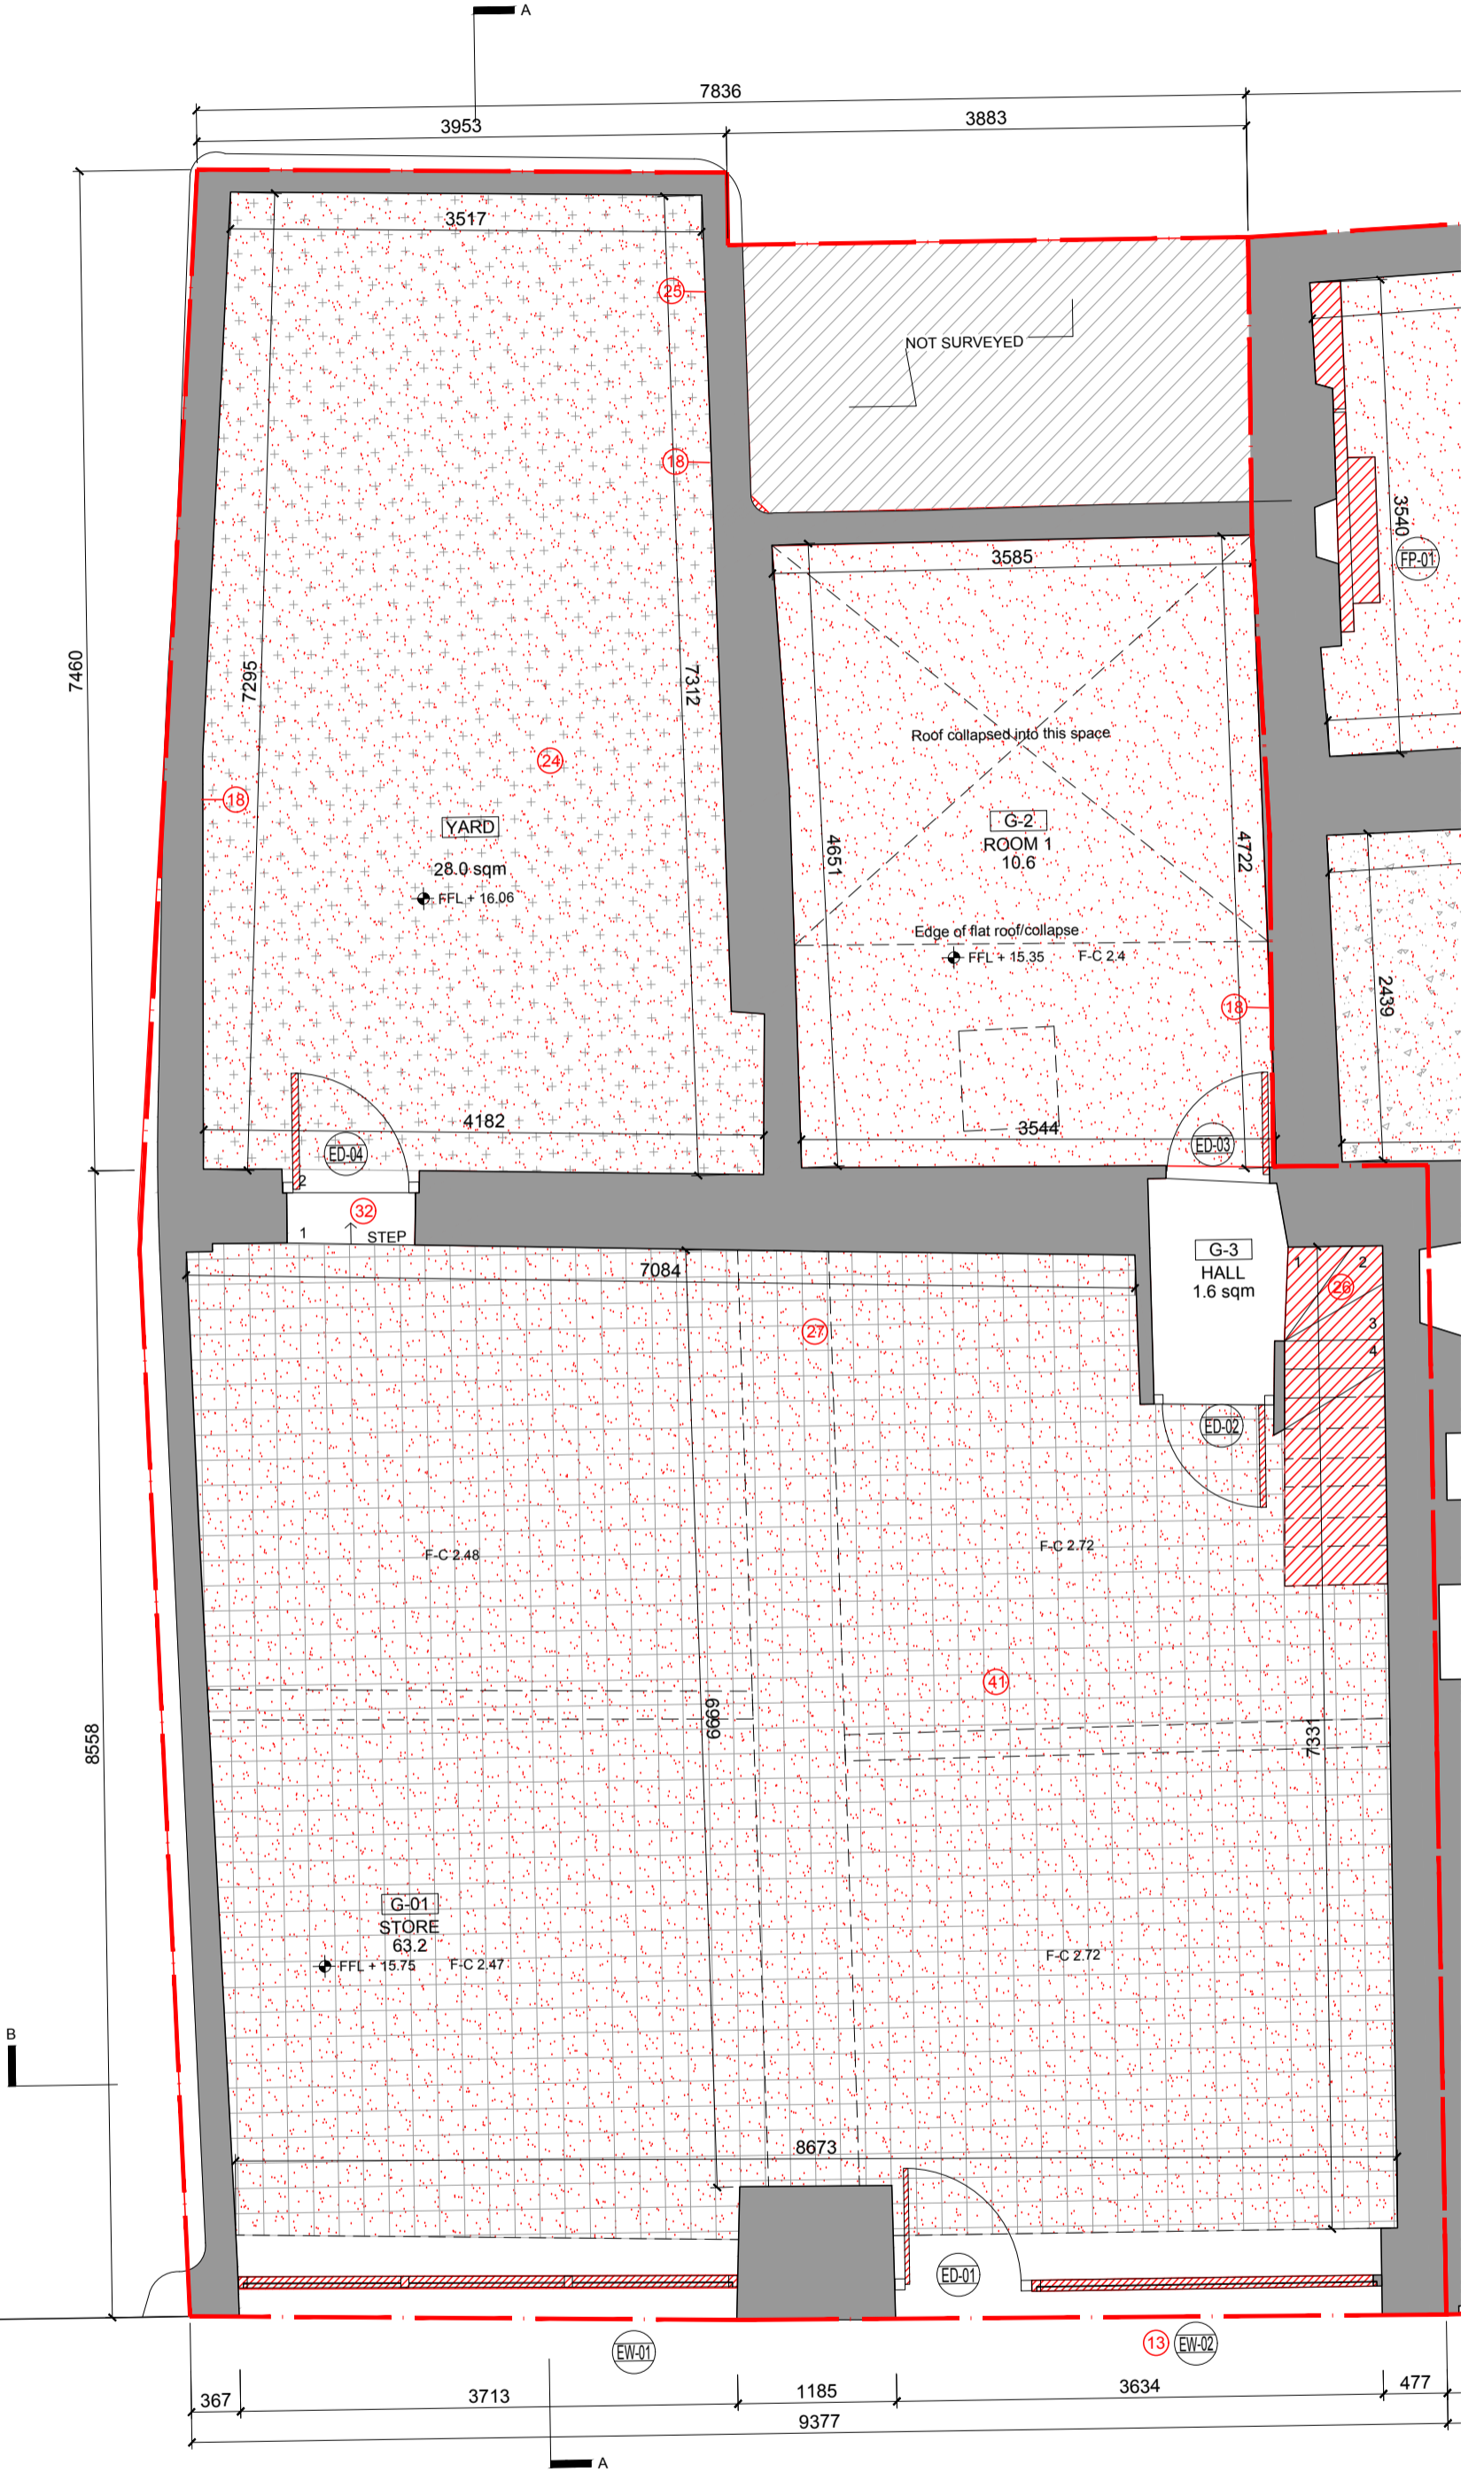 A
7836
3953
3883
3517
25
NOT SURVEYED
18
3540
FP-01
3585
7460
7295
7312
Roof collapsed into this space
24
18
YARD
G-2
ROOM 1
10.6
4651
4722
28.0 sqm
FFL + 16.06
Edge of flat roof/collapse
FFL + 15.35
F-C 2.4
18
2439
4182
3544
ED-04
ED-03
2
32
1
STEP
G-3
HALL
1.6 sqm
7084
1
2
26
3
4
27
ED-02
F-C 2.48
F-C 2.72
41
6699
7331
8558
G-01
STORE
63.2
FFL + 15.75
F-C 2.47
F-C 2.72
B
8673
ED-01
EW-01
13
EW-02
367
3713
1185
3634
477
9377
A